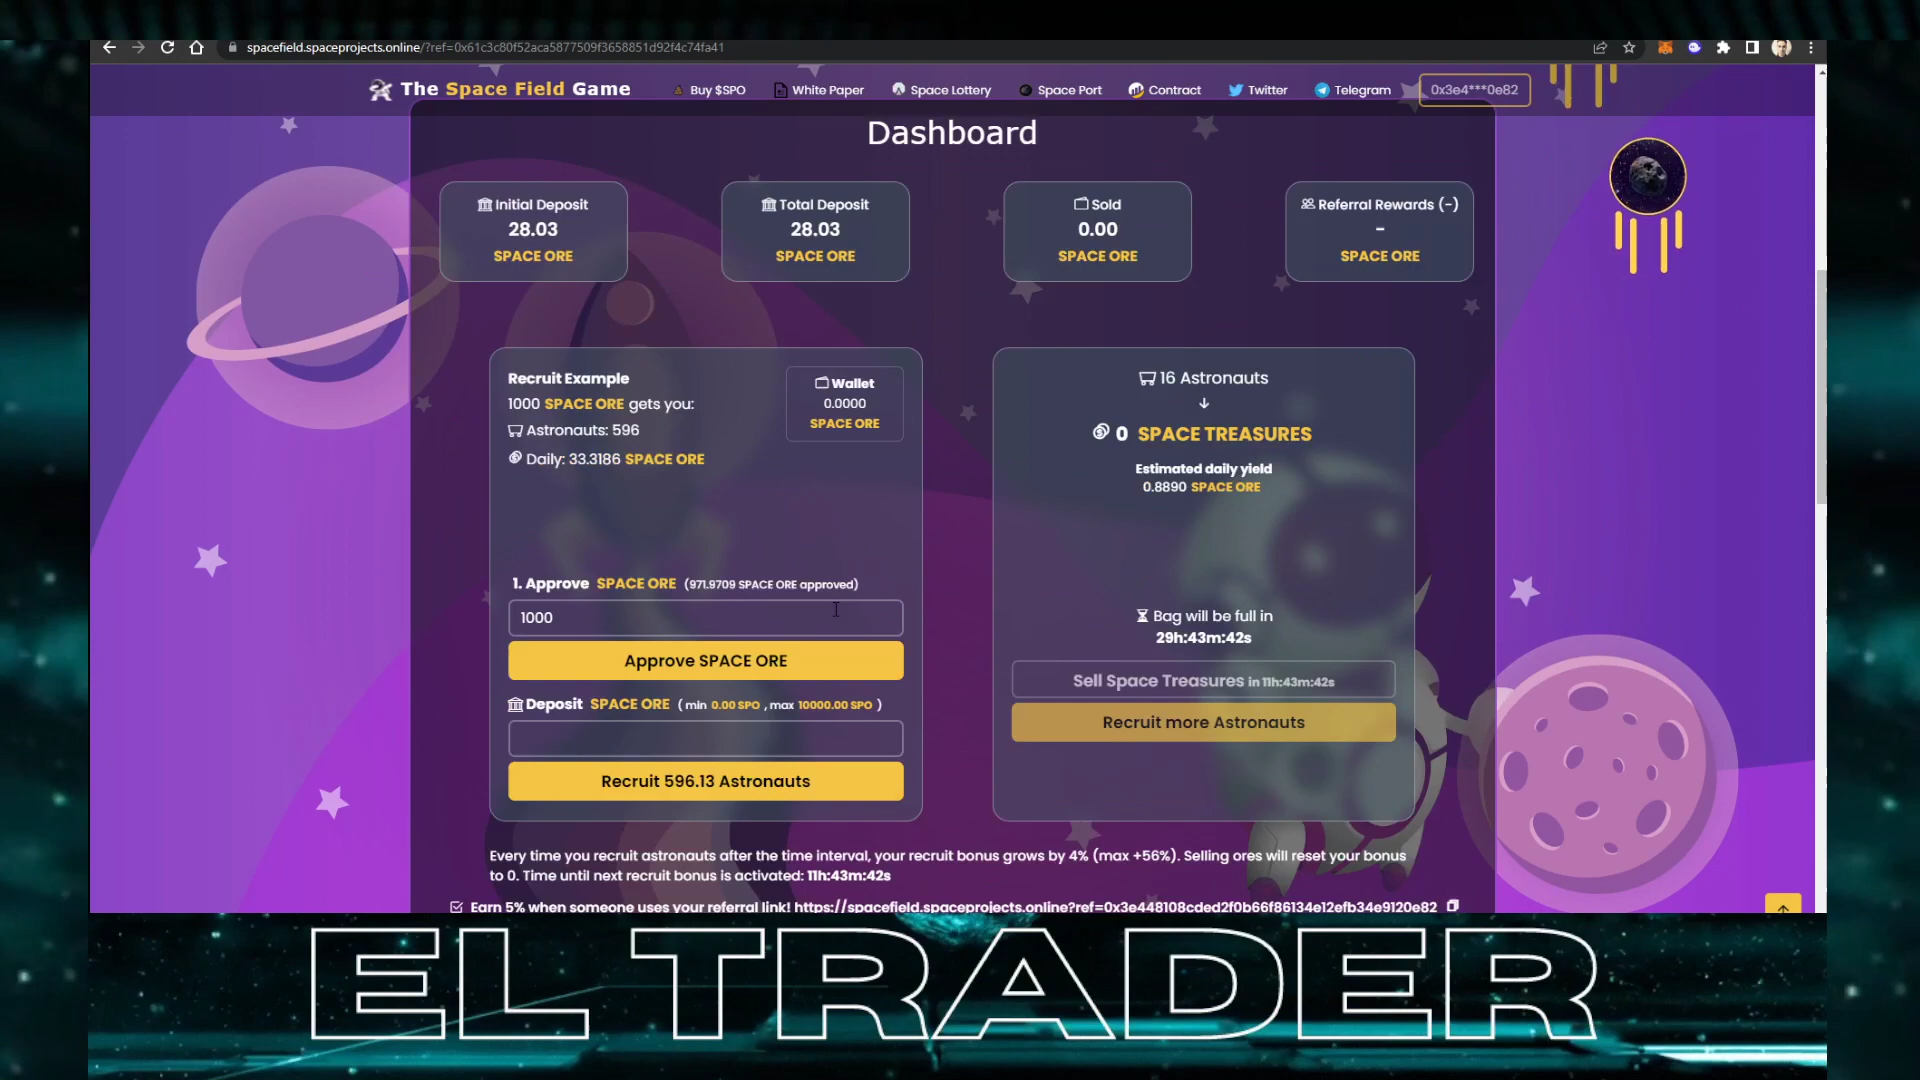 spacefield.spaceprojects.online/?ref=0x61c3c80f52aca5877509f3658851d92f4c74fa41
The Space Field Game
Buy $SPO
White Paper
Space Lottery
Space Port
Contract
Twitter
Telegram
0x3e4***0e82
Dashboard
Initial Deposit
28.03
SPACE ORE
Total Deposit
28.03
SPACE ORE
Sold
0.00
SPACE ORE
Referral Rewards (-)
-
SPACE ORE
Recruit Example
1000 SPACE ORE gets you:
Astronauts: 596
Daily: 33.3186 SPACE ORE
Wallet
0.0000
SPACE ORE
1. Approve SPACE ORE (971.9709 SPACE ORE approved)
1000
Approve SPACE ORE
Deposit SPACE ORE ( min 0.00 SPO , max 10000.00 SPO )
Recruit 596.13 Astronauts
16 Astronauts
0 SPACE TREASURES
Estimated daily yield
0.8890 SPACE ORE
Bag will be full in
29h:43m:42s
Sell Space Treasures in 11h:43m:42s
Recruit more Astronauts
Every time you recruit astronauts after the time interval, your recruit bonus grows by 4% (max +56%). Selling ores will reset your bonus
to 0. Time until next recruit bonus is activated: 11h:43m:42s
Earn 5% when someone uses your referral link! https://spacefield.spaceprojects.online?ref=0x3e448108cded2f0b66f86134e12efb34e9120e82
EL TRADER